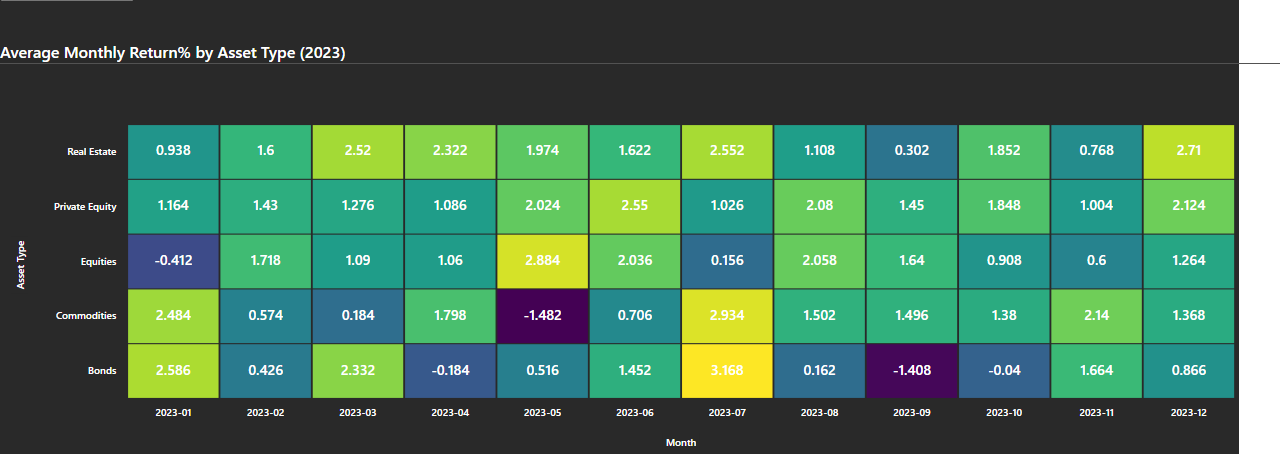 Average Monthly Return% by Asset Type (2023)
Asset Type
Real Estate 0.938 1.6 2.52 2.322 1.974 1.622 2.552 1.108 0.302 1.852 0.768 2.71
Private Equity 1.164 1.43 1.276 1.086 2.024 2.55 1.026 2.08 1.45 1.848 1.004 2.124
Equities -0.412 1.718 1.09 1.06 2.884 2.036 0.156 2.058 1.64 0.908 0.6 1.264
Commodities 2.484 0.574 0.184 1.798 -1.482 0.706 2.934 1.502 1.496 1.38 2.14 1.368
Bonds 2.586 0.426 2.332 -0.184 0.516 1.452 3.168 0.162 -1.408 -0.04 1.664 0.866
2023-01 2023-02 2023-03 2023-04 2023-05 2023-06 2023-07 2023-08 2023-09 2023-10 2023-11 2023-12
Month